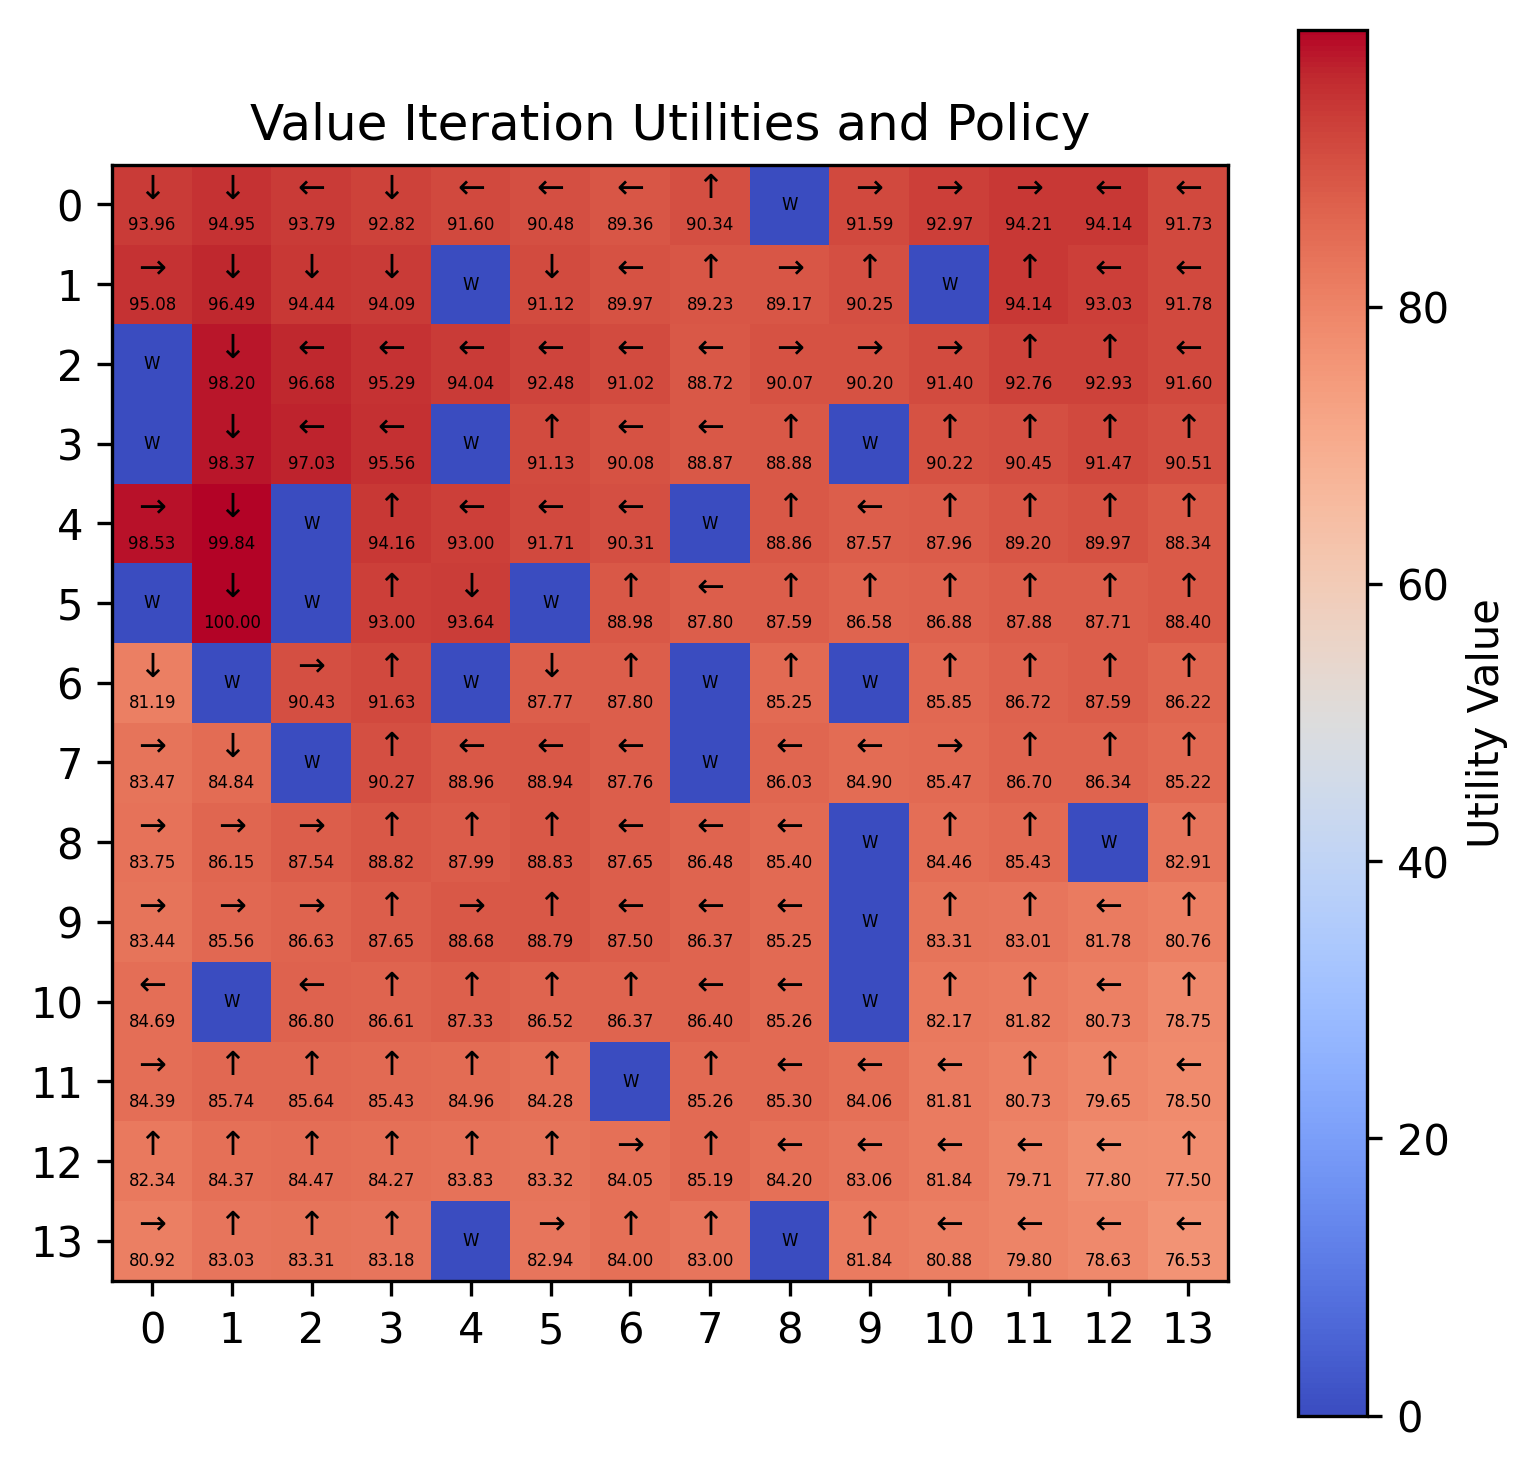 Value Iteration Utilities and Policy
0 ↓ ↓ ← ↓ ← ← ← ↑ W → → → ← ←
93.96 94.95 93.79 92.82 91.60 90.48 89.36 90.34 91.59 92.97 94.21 94.14 91.73
1 → ↓ ↓ ↓ W ↓ ← ↑ → ↑ W ↑ ← ←
95.08 96.49 94.44 94.09 91.12 89.97 89.23 89.17 90.25 94.14 93.03 91.78
2 W ↓ ← ← ← ← ← ← → → → ↑ ↑ ←
98.20 96.68 95.29 94.04 92.48 91.02 88.72 90.07 90.20 91.40 92.76 92.93 91.60
3 W ↓ ← ← W ↑ ← ← ↑ W ↑ ↑ ↑ ↑
98.37 97.03 95.56 91.13 90.08 88.87 88.88 90.22 90.45 91.47 90.51
4 → ↓ W ↑ ← ← ← W ↑ ← ↑ ↑ ↑ ↑
98.53 99.84 94.16 93.00 91.71 90.31 88.86 87.57 87.96 89.20 89.97 88.34
5 W ↓ W ↑ ↓ W ↑ ← ↑ ↑ ↑ ↑ ↑ ↑
100.00 93.00 93.64 88.98 87.80 87.59 86.58 86.88 87.88 87.71 88.40
6 ↓ W → ↑ W ↓ ↑ W ↑ W ↑ ↑ ↑ ↑
81.19 90.43 91.63 87.77 87.80 85.25 85.85 86.72 87.59 86.22
7 → ↓ W ↑ ← ← ← W ← ← → ↑ ↑ ↑
83.47 84.84 90.27 88.96 88.94 87.76 86.03 84.90 85.47 86.70 86.34 85.22
8 → → → ↑ ↑ ↑ ← ← ← W ↑ ↑ W ↑
83.75 86.15 87.54 88.82 87.99 88.83 87.65 86.48 85.40 84.46 85.43 82.91
9 → → → ↑ → ↑ ← ← ← W ↑ ↑ ← ↑
83.44 85.56 86.63 87.65 88.68 88.79 87.50 86.37 85.25 83.31 83.01 81.78 80.76
10 ← W ← ↑ ↑ ↑ ↑ ← ← W ↑ ↑ ← ↑
84.69 86.80 86.61 87.33 86.52 86.37 86.40 85.26 82.17 81.82 80.73 78.75
11 → ↑ ↑ ↑ ↑ ↑ W ↑ ← ← ← ↑ ↑ ←
84.39 85.74 85.64 85.43 84.96 84.28 85.26 85.30 84.06 81.81 80.73 79.65 78.50
12 ↑ ↑ ↑ ↑ ↑ ↑ → ↑ ← ← ← ← ← ↑
82.34 84.37 84.47 84.27 83.83 83.32 84.05 85.19 84.20 83.06 81.84 79.71 77.80 77.50
13 → ↑ ↑ ↑ W → ↑ ↑ W ↑ ← ← ← ←
80.92 83.03 83.31 83.18 82.94 84.00 83.00 81.84 80.88 79.80 78.63 76.53
0 1 2 3 4 5 6 7 8 9 10 11 12 13
80
60
40
20
0
Utility Value